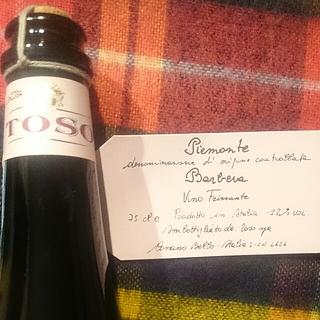 TOSO
Piemonte
denominazione di origine controllata
Barbera
Vino Frizzante
75 cl e Prodotto in Italia 12% vol.
Imbottigliato da: Toso spa
Belbo - Italia